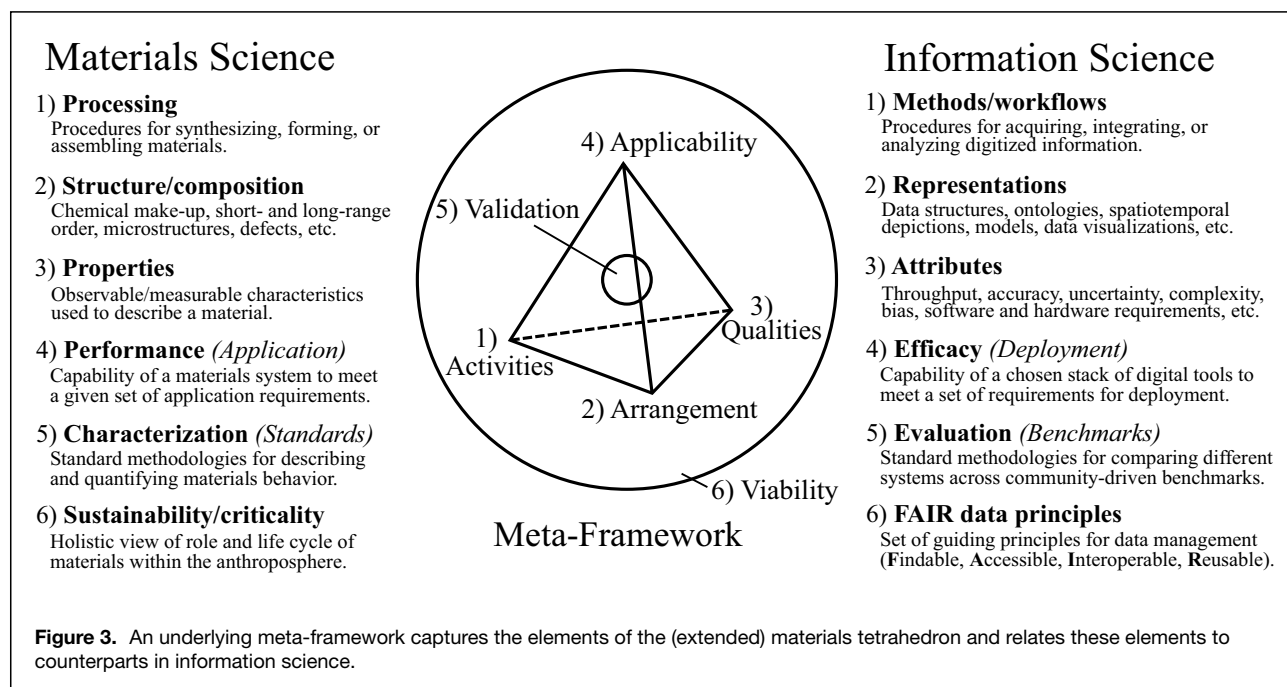 Materials Science
1) Processing
Procedures for synthesizing, forming, or
assembling materials.
2) Structure/composition
Chemical make-up, short- and long-range
order, microstructures, defects, etc.
3) Properties
Observable/measurable characteristics
used to describe a material.
4) Performance (Application)
Capability of a materials system to meet
a given set of application requirements.
5) Characterization (Standards)
Standard methodologies for describing
and quantifying materials behavior.
6) Sustainability/criticality
Holistic view of role and life cycle of
materials within the anthroposphere.
4) Applicability
5) Validation
3)
Qualities
1)
Activities
2) Arrangement
6) Viability
Meta-Framework
Information Science
1) Methods/workflows
Procedures for acquiring, integrating, or
analyzing digitized information.
2) Representations
Data structures, ontologies, spatiotemporal
depictions, models, data visualizations, etc.
3) Attributes
Throughput, accuracy, uncertainty, complexity,
bias, software and hardware requirements, etc.
4) Efficacy (Deployment)
Capability of a chosen stack of digital tools to
meet a set of requirements for deployment.
5) Evaluation (Benchmarks)
Standard methodologies for comparing different
systems across community-driven benchmarks.
6) FAIR data principles
Set of guiding principles for data management
(Findable, Accessible, Interoperable, Reusable).
Figure 3. An underlying meta-framework captures the elements of the (extended) materials tetrahedron and relates these elements to
counterparts in information science.